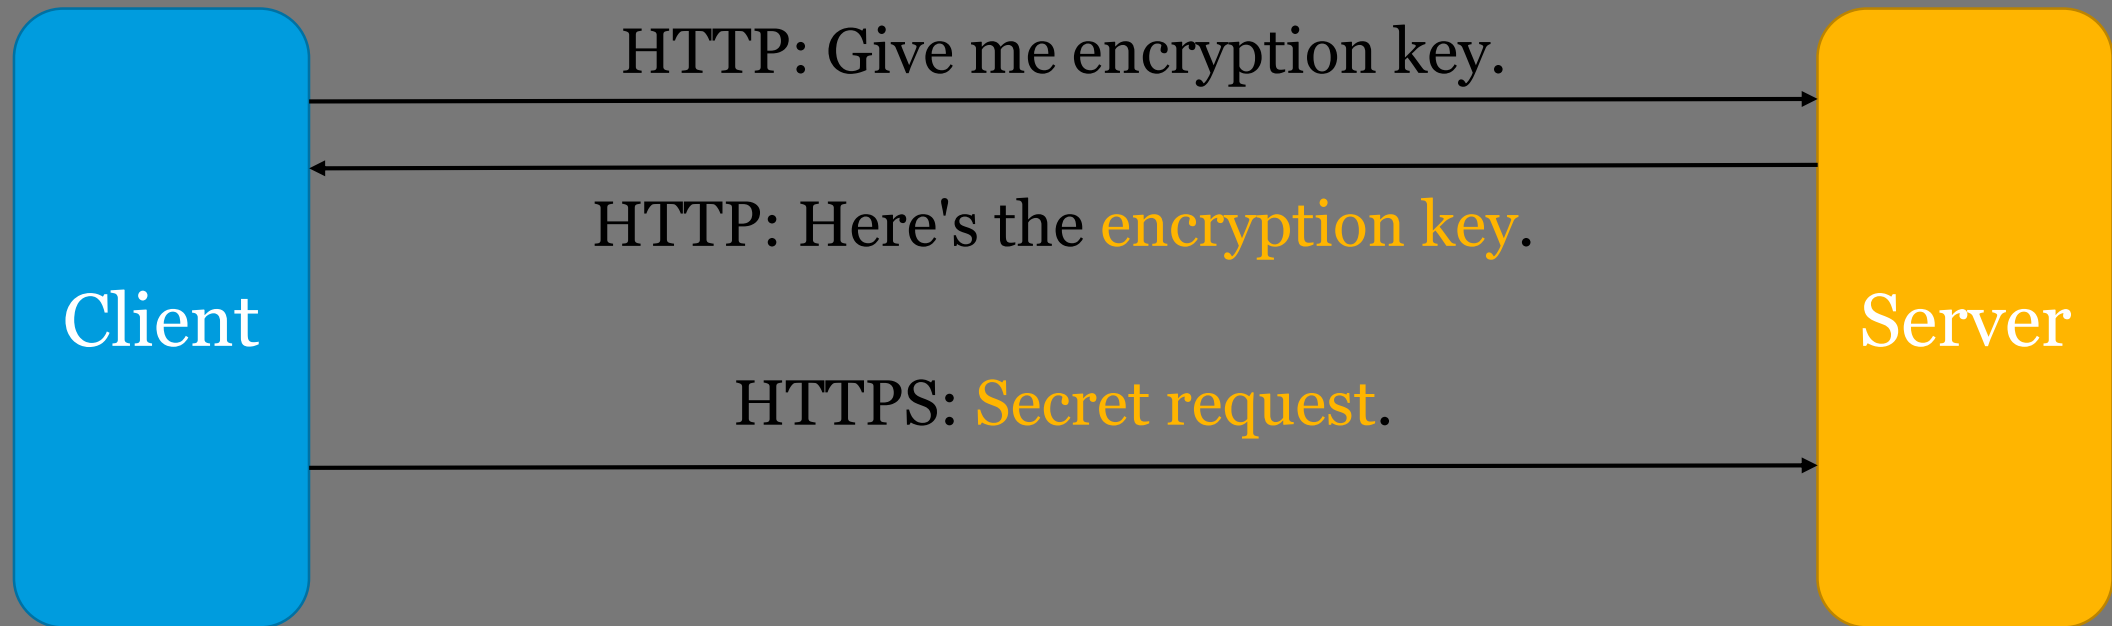 HTTP: Give me encryption key.
HTTP: Here's the encryption key.
Client
Server
HTTPS: Secret request.